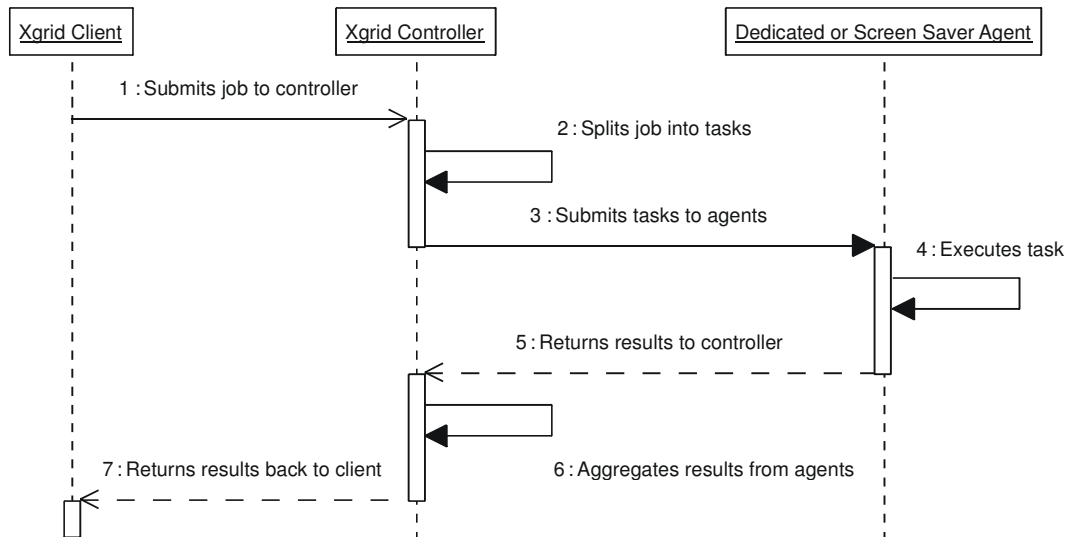 Xgrid Client
Xgrid Controller
Dedicated or Screen Saver Agent
1 : Submits job to controller
2 : Splits job into tasks
3 : Submits tasks to agents
4 : Executes task
5 : Returns results to controller
6 : Aggregates results from agents
7 : Returns results back to client